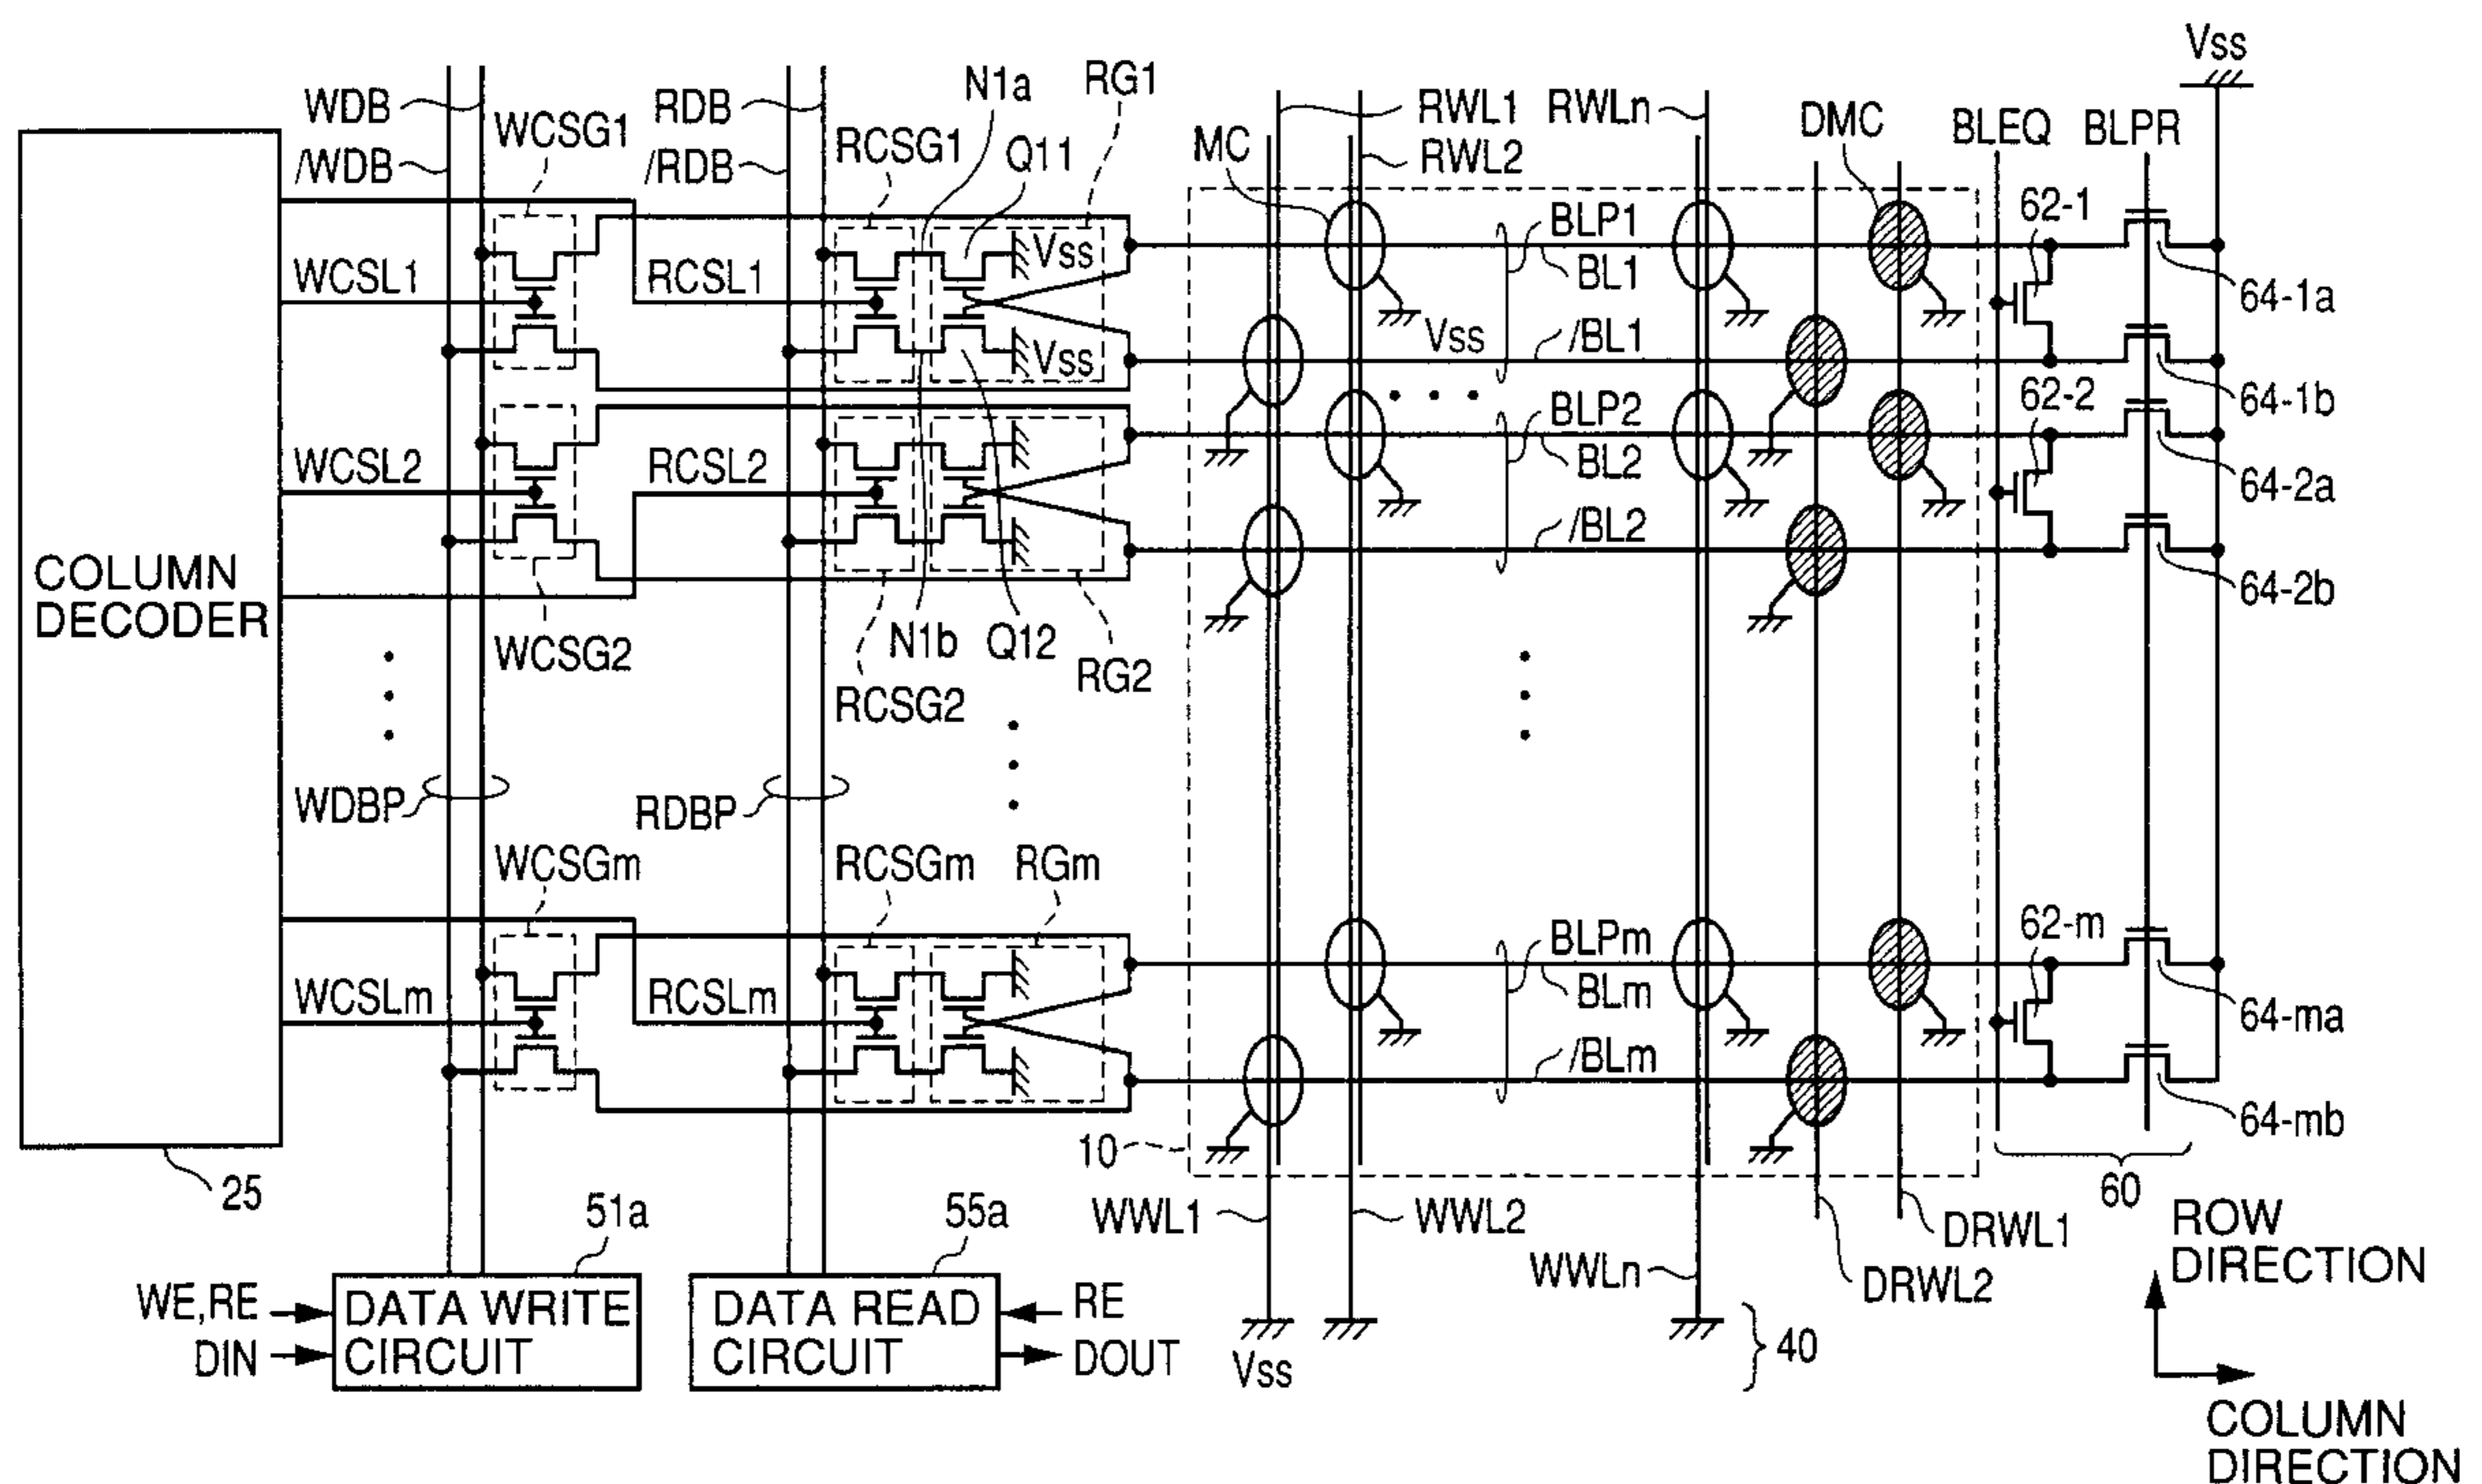 Vss
WDB
/WDB
WCSG1
RDB
/RDB
RCSG1
N1a
Q11
RG1
MC
RWL1
RWL2
RWLn
DMC
BLEQ
BLPR
62-1
64-1a
WCSL1
RCSL1
Vss
Vss
BLP1
BL1
Vss
/BL1
62-2
64-1b
WCSL2
RCSL2
BLP2
BL2
64-2a
/BL2
64-2b
COLUMN
DECODER
WCSG2
N1b
Q12
RG2
RCSG2
WDBP
RDBP
WCSGm
RCSGm
RGm
62-m
WCSLm
RCSLm
BLPm
BLm
64-ma
/BLm
64-mb
10
25
51a
55a
WWL1
WWL2
WWLn
DRWL1
DRWL2
60
ROW
DIRECTION
WE,RE
DIN
DATA WRITE
CIRCUIT
DATA READ
CIRCUIT
RE
DOUT
Vss
40
COLUMN
DIRECTION